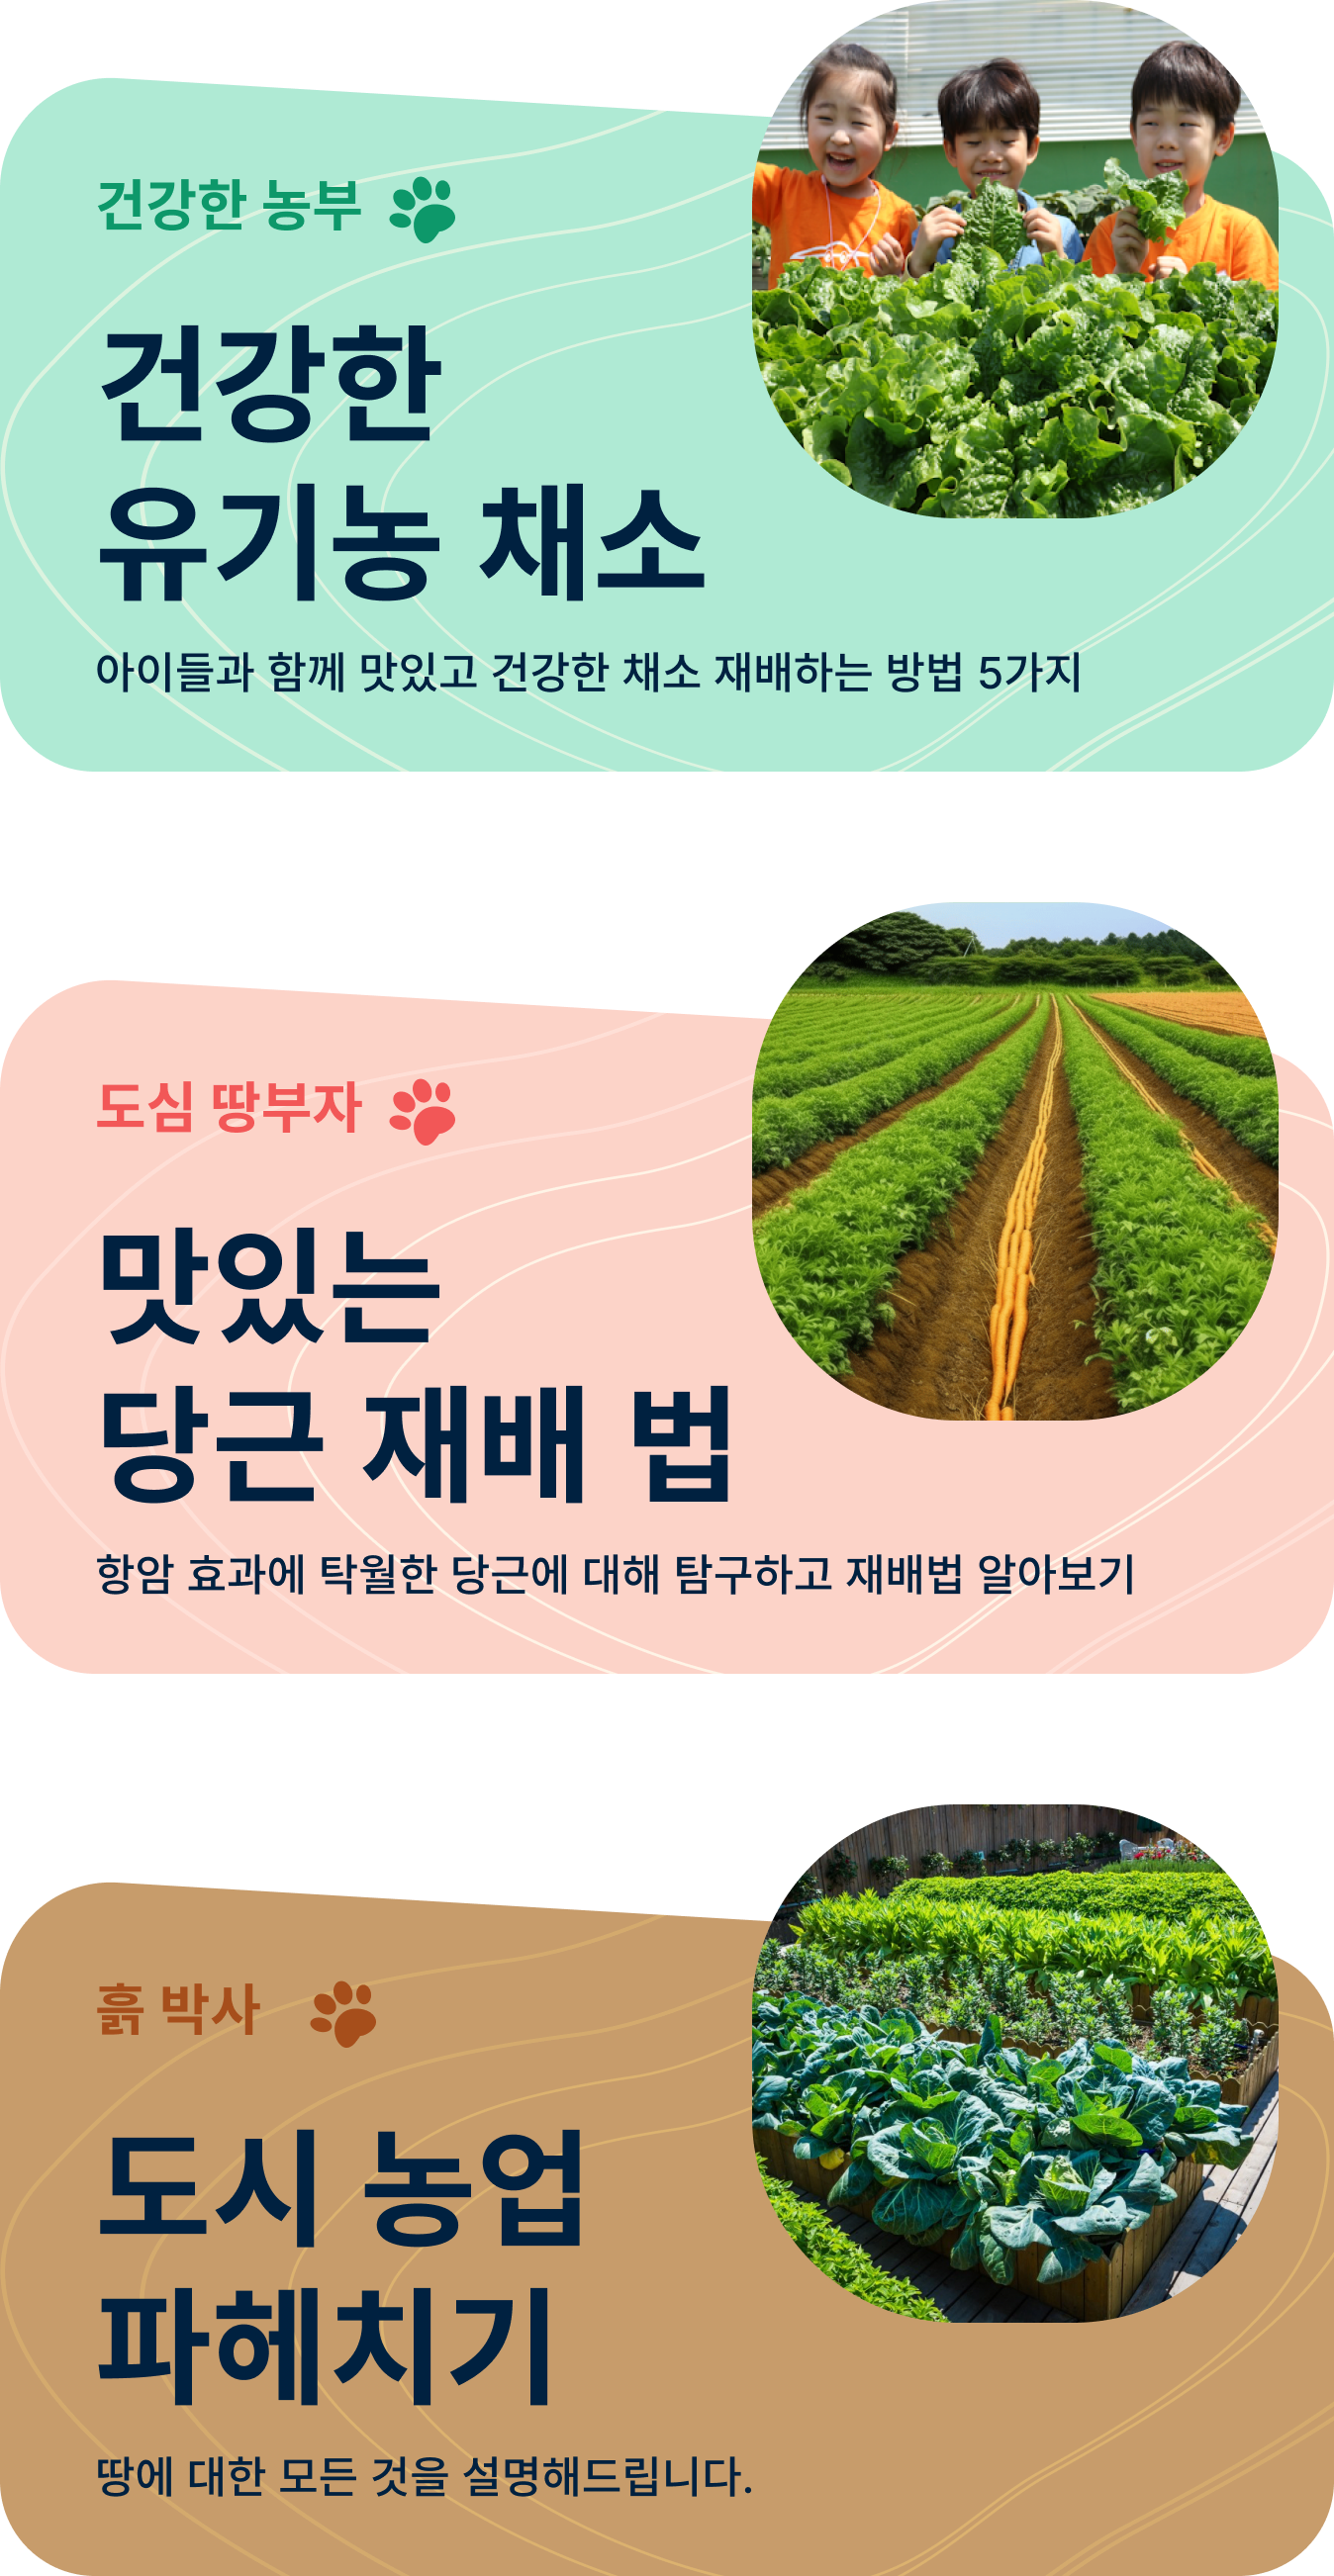 건강한 농부
건강한
유기농 채소
아이들과 함께 맛있고 건강한 채소 재배하는 방법 5가지
도심 땅부자
맛있는
당근 재배 법
항암 효과에 탁월한 당근에 대해 탐구하고 재배법 알아보기
흙 박사
도시 농업
파헤치기
땅에 대한 모든 것을 설명해드립니다.